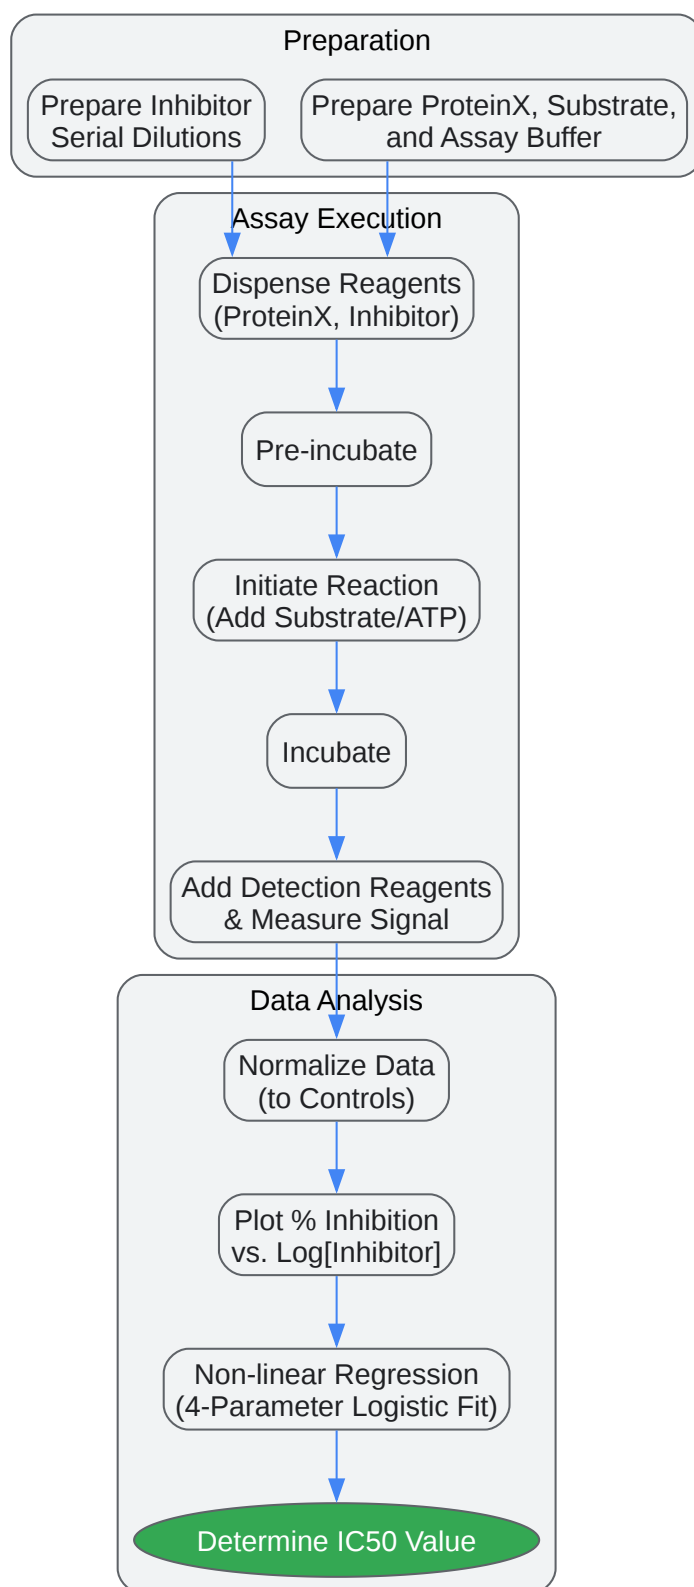 Preparation
Prepare Inhibitor
Serial Dilutions
Prepare ProteinX, Substrate,
and Assay Buffer
Assay Execution
Dispense Reagents
(ProteinX, Inhibitor)
Pre-incubate
Initiate Reaction
(Add Substrate/ATP)
Incubate
Add Detection Reagents
& Measure Signal
Data Analysis
Normalize Data
(to Controls)
Plot % Inhibition
vs. Log[Inhibitor]
Non-linear Regression
(4-Parameter Logistic Fit)
Determine IC50 Value